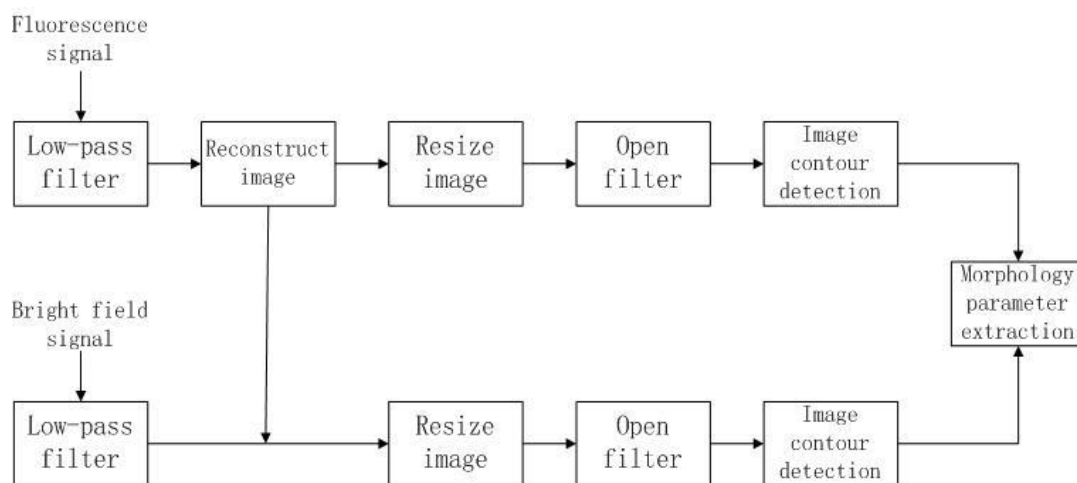 Fluorescence
signal
Low-pass
filter
Reconstruct
image
Resize
image
Open
filter
Image
contour
detection
Morphology
parameter
extraction
Bright field
signal
Low-pass
filter
Resize
image
Open
filter
Image
contour
detection